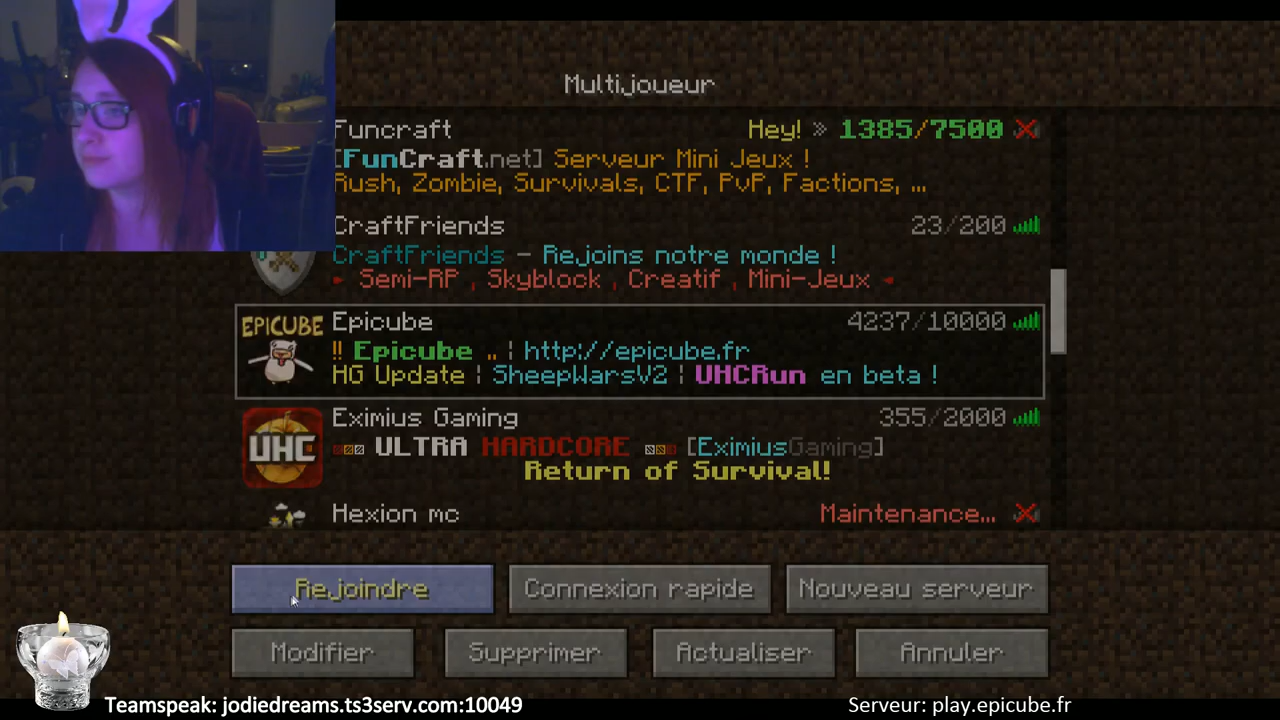 Multijoueur
Funcraft Hey! » 1385/7500
[FunCraft.net] Serveur Mini Jeux !
Rush, Zombie, Survivals, CTF, PvP, Factions, ...
CraftFriends 23/200
CraftFriends - Rejoins notre monde !
Semi-RP , Skyblock , Creatif , Mini-Jeux
EPICUBE
Epicube 4237/10000
!! Epicube .. ¦ http://epicube.fr
HG Update ¦ SheepWarsV2 ¦ UHCRun en beta !
UHC
Eximius Gaming 355/2000
ULTRA HARDCORE [EximiusGaming]
Return of Survival!
Hexion mc Maintenance...
Rejoindre Connexion rapide Nouveau serveur
Modifier Supprimer Actualiser Annuler
Teamspeak: jodiedreams.ts3serv.com:10049 Serveur: play.epicube.fr